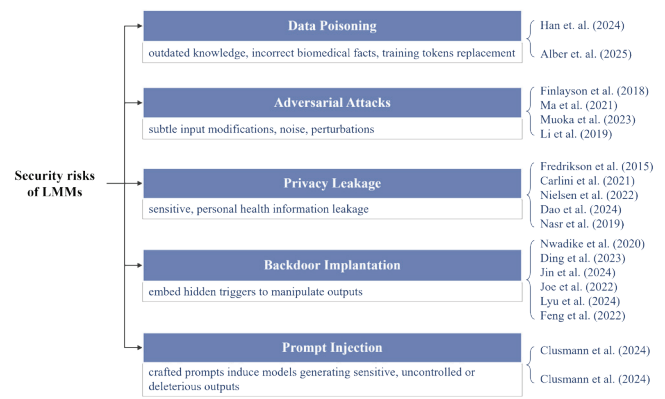 Security risks
of LMMs
Data Poisoning
outdated knowledge, incorrect biomedical facts, training tokens replacement
Han et. al. (2024)
Alber et. al. (2025)
Adversarial Attacks
subtle input modifications, noise, perturbations
Finlayson et al. (2018)
Ma et al. (2021)
Muoka et al. (2023)
Li et al. (2019)
Privacy Leakage
sensitive, personal health information leakage
Fredrikson et al. (2015)
Carlini et al. (2021)
Nielsen et al. (2022)
Dao et al. (2024)
Nasr et al. (2019)
Backdoor Implantation
embed hidden triggers to manipulate outputs
Nwadike et al. (2020)
Ding et al. (2023)
Jin et al. (2024)
Joe et al. (2022)
Lyu et al. (2024)
Feng et al. (2022)
Prompt Injection
crafted prompts induce models generating sensitive, uncontrolled or
deleterious outputs
Clusmann et al. (2024)
Clusmann et al. (2024)